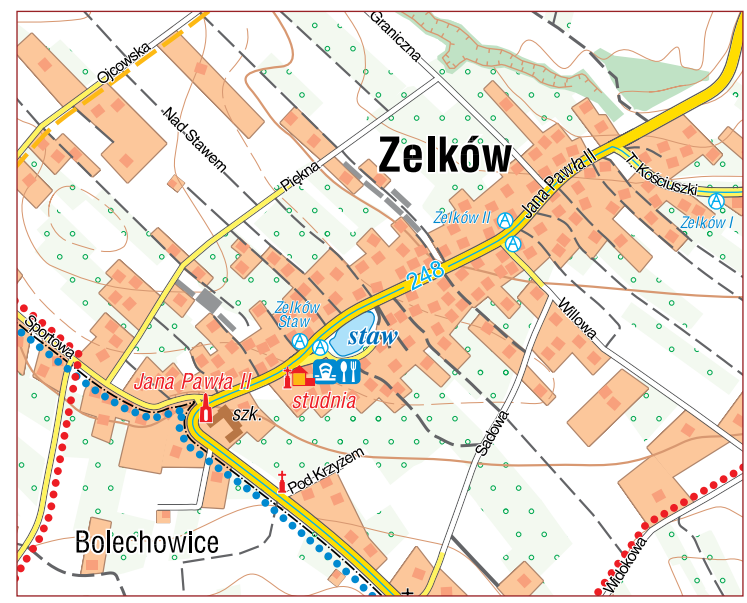 Graniczna
Ojcowska
Nad Stawem
Zelków
Piękna
Jana Pawła II
T. Kościuszki
Zelków II
Zelków I
248
Zelków
Staw
staw
Willowa
Sportowa
Jana Pawła II
studnia
szk.
Sadowa
Pod Krzyżem
Bolechowice
Widokowa